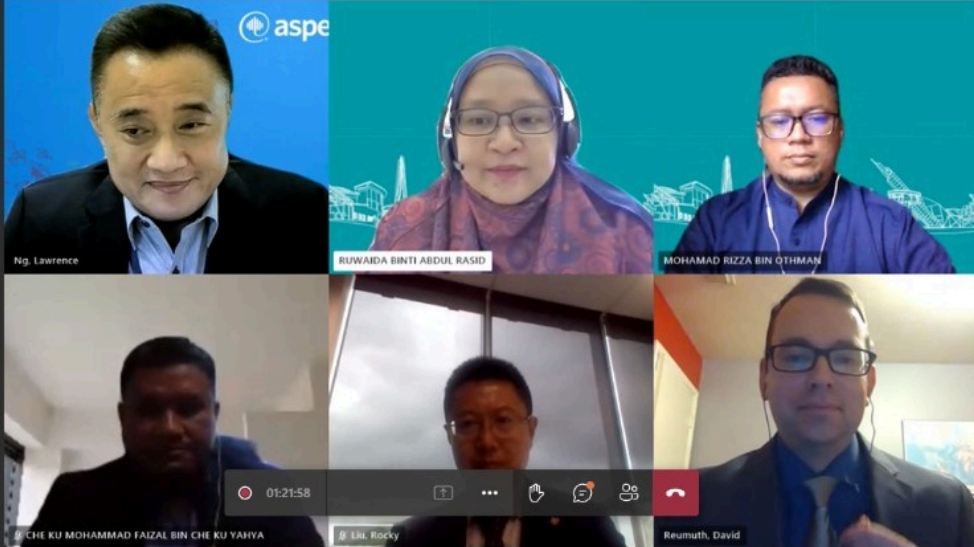 aspe
Ng, Lawrence
RUWAIDA BINTI ABDUL RASID
MOHAMAD RIZZA BIN OTHMAN
01:21:58
CHE KU MOHAMMAD FAIZAL BIN CHE KU YAHYA
Liu, Rocky
Reumuth, David